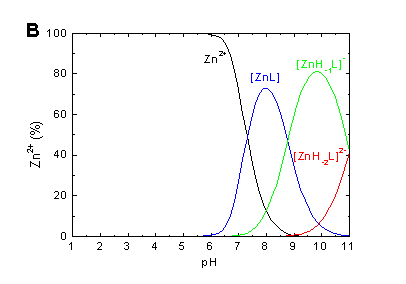 B
100
80
60
40
20
0
Zn²⁺ (%)
Zn²⁺
[ZnL]
[ZnH₋₁L]⁻
[ZnH₋₂L]²⁻
1 2 3 4 5 6 7 8 9 10 11
pH